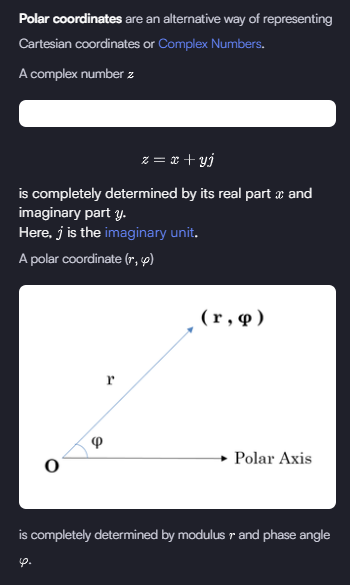 Polar coordinates are an alternative way of representing
Cartesian coordinates or Complex Numbers.
A complex number z
z = x + yj
is completely determined by its real part x and
imaginary part y.
Here, j is the imaginary unit.
A polar coordinate (r, φ)
( r , φ )
r
φ
O
Polar Axis
is completely determined by modulus r and phase angle
φ.